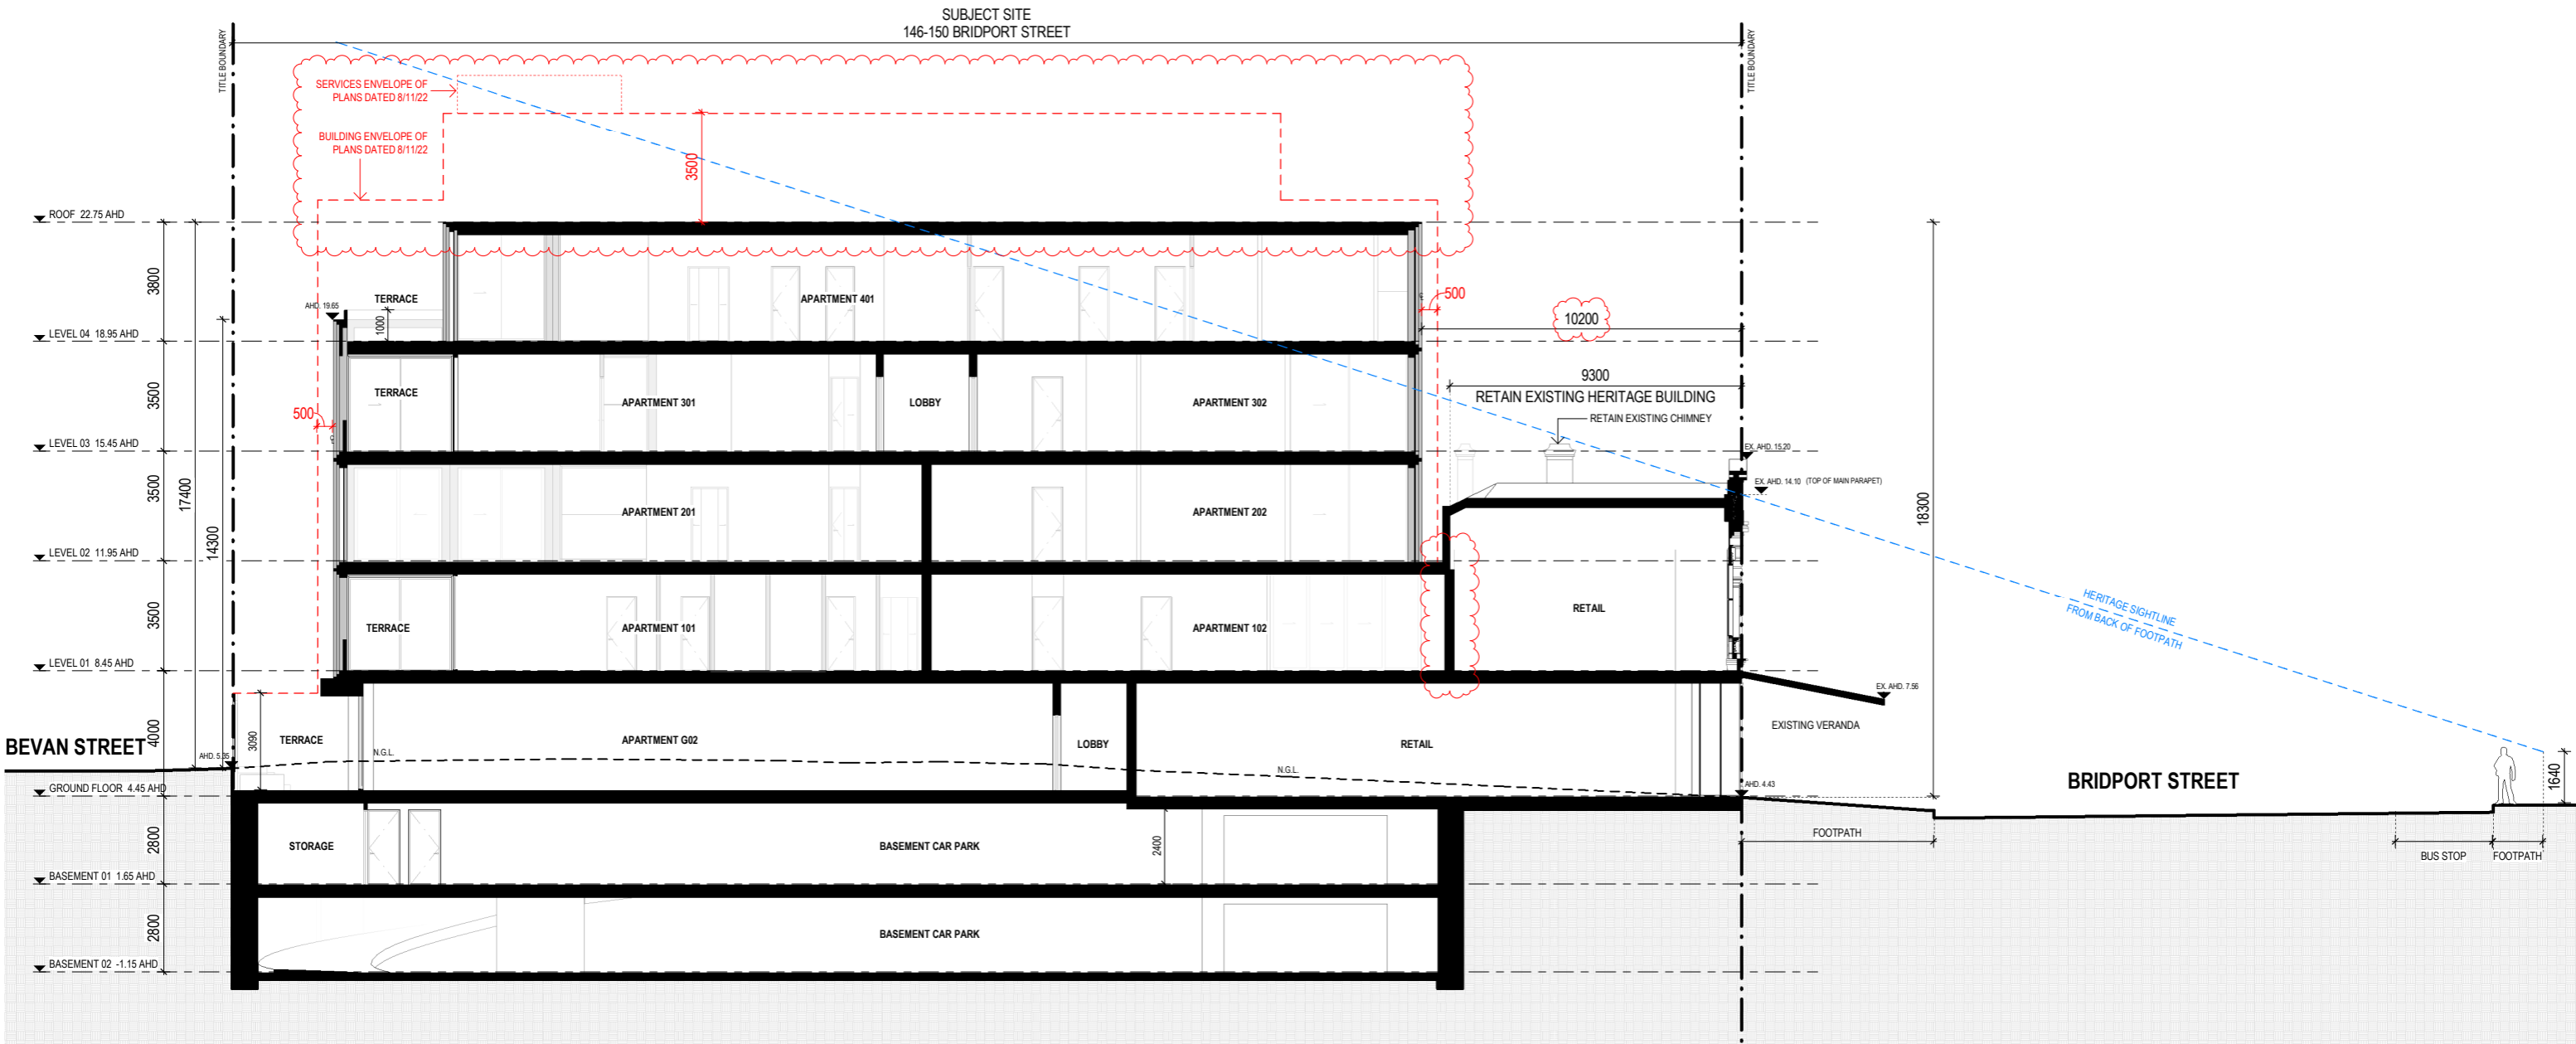 SUBJECT SITE
146-150 BRIDPORT STREET
TITLE BOUNDARY
TITLE BOUNDARY
SERVICES ENVELOPE OF
PLANS DATED 8/11/22
BUILDING ENVELOPE OF
PLANS DATED 8/11/22
3500
ROOF 22.75 AHD
3800
TERRACE
AHD. 19.65
1000
APARTMENT 401
500
10200
LEVEL 04 18.95 AHD
3500
TERRACE
APARTMENT 301
LOBBY
APARTMENT 302
9300
RETAIN EXISTING HERITAGE BUILDING
RETAIN EXISTING CHIMNEY
500
LEVEL 03 15.45 AHD
EX. AHD. 15.20
EX. AHD. 14.10 (TOP OF MAIN PARAPET)
3500
17400
14300
18300
APARTMENT 201
APARTMENT 202
LEVEL 02 11.95 AHD
3500
TERRACE
APARTMENT 101
APARTMENT 102
RETAIL
HERITAGE SIGHTLINE
FROM BACK OF FOOTPATH
LEVEL 01 8.45 AHD
EX. AHD. 7.56
EXISTING VERANDA
BEVAN STREET
4000
3090
TERRACE
APARTMENT G02
LOBBY
RETAIL
N.G.L.
N.G.L.
AHD. 5.35
AHD. 4.43
BRIDPORT STREET
1640
GROUND FLOOR 4.45 AHD
2800
STORAGE
BASEMENT CAR PARK
2400
FOOTPATH
BUS STOP
FOOTPATH
BASEMENT 01 1.65 AHD
2800
BASEMENT CAR PARK
BASEMENT 02 -1.15 AHD